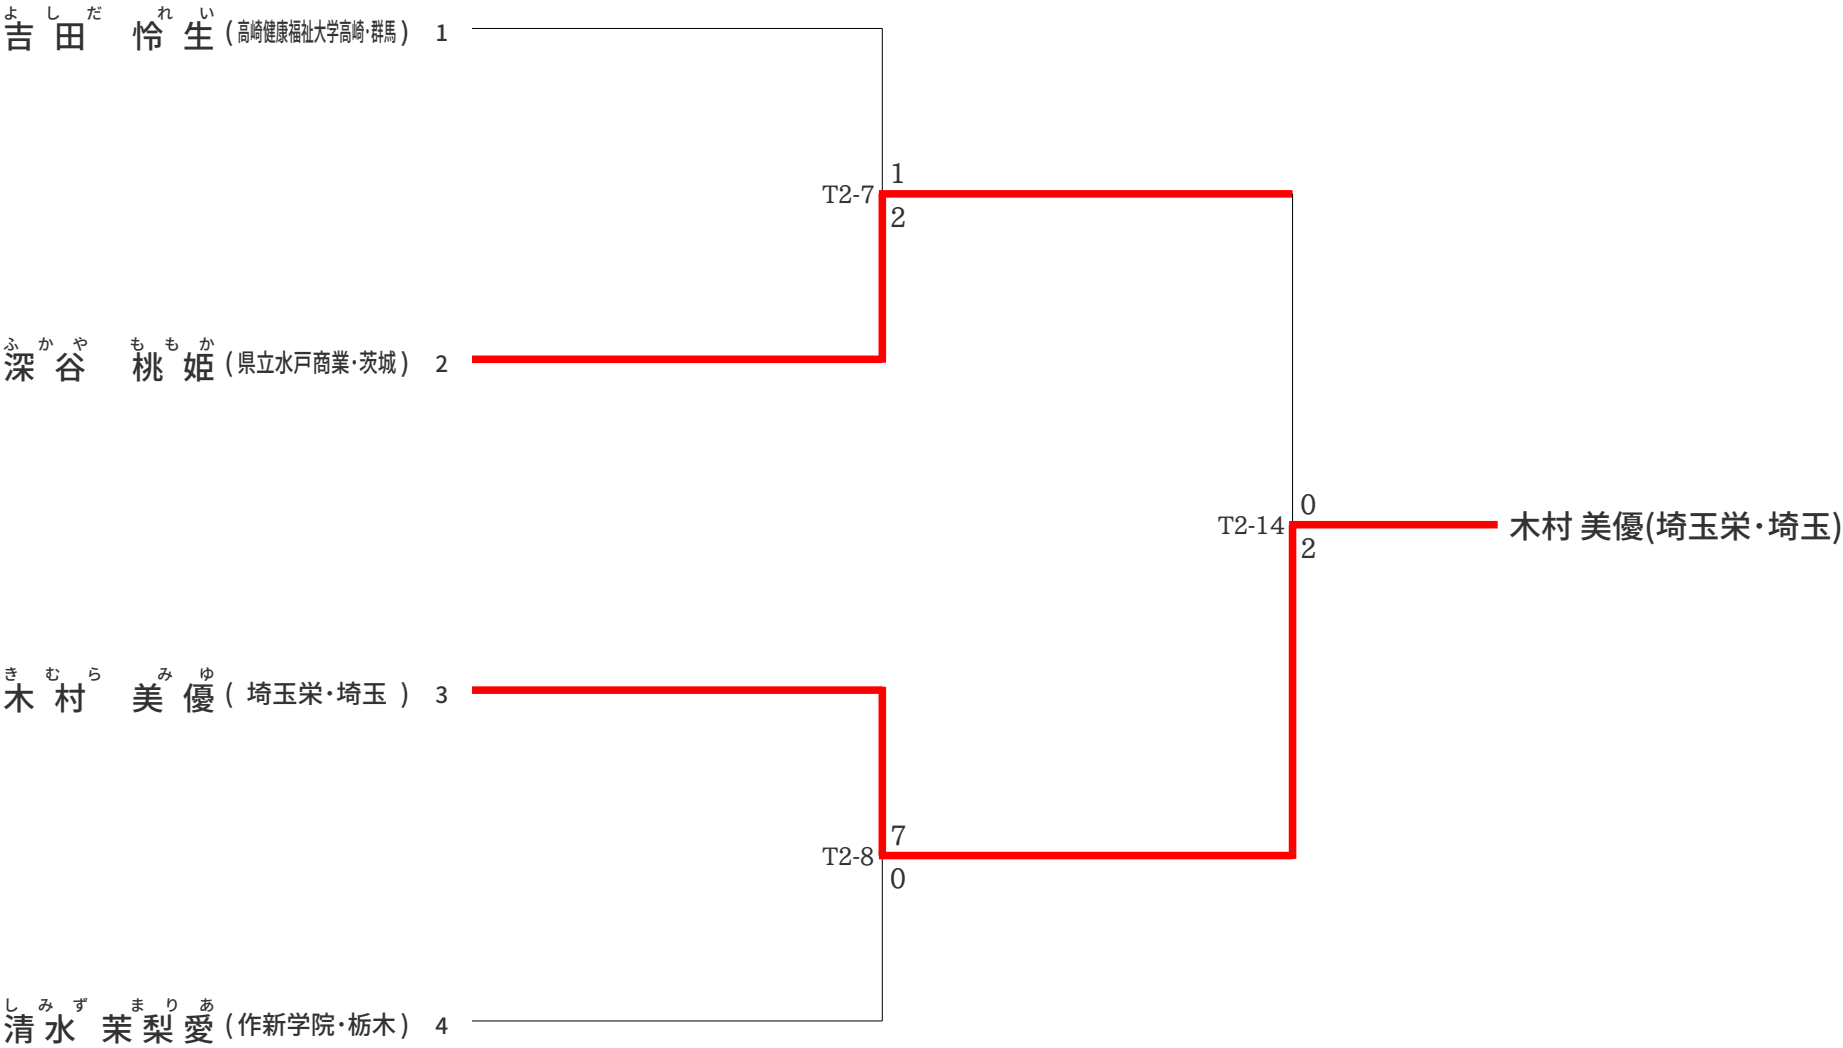 よしだ れい
吉田 怜生 (高崎健康福祉大学高崎・群馬) 1
1
T2-7
2
ふかや ももか
深谷 桃姫 (県立水戸商業・茨城) 2
0
T2-14 木村 美優(埼玉栄・埼玉)
2
きむら みゆ
木村 美優 ( 埼玉栄・埼玉 ) 3
7
T2-8
0
しみず まりあ
清水 茉梨愛 (作新学院・栃木) 4